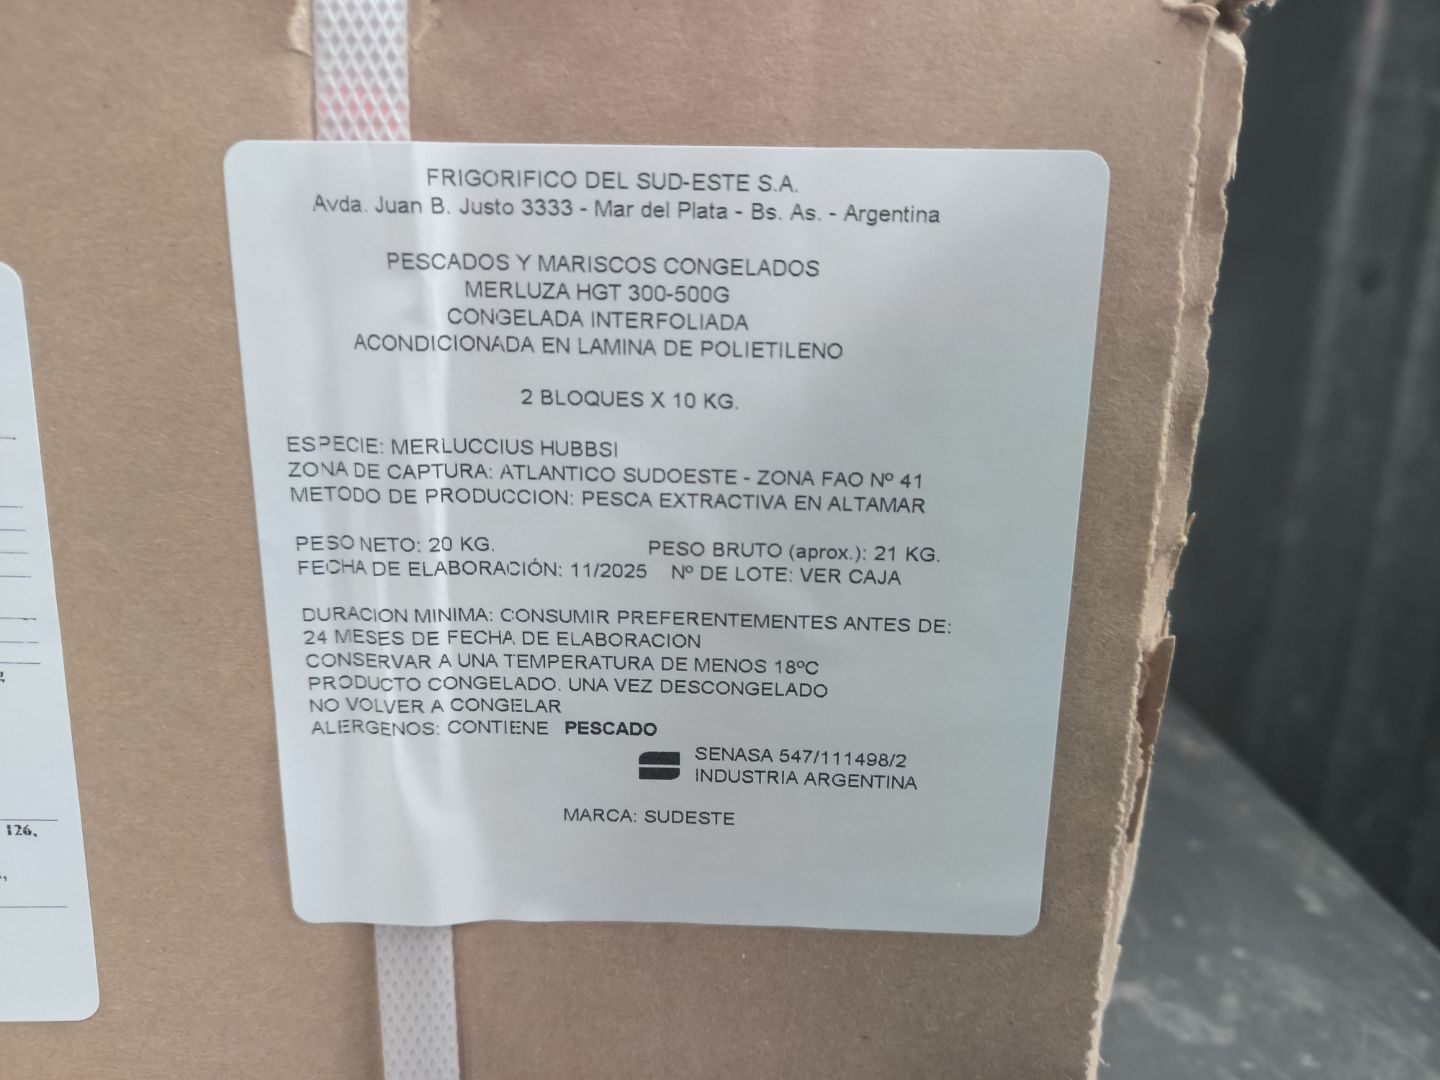 FRIGORIFICO DEL SUD-ESTE S.A.
Avda. Juan B. Justo 3333 - Mar del Plata - Bs. As. - Argentina
PESCADOS Y MARISCOS CONGELADOS
MERLUZA HGT 300-500G
CONGELADA INTERFOLIADA
ACONDICIONADA EN LAMINA DE POLIETILENO
2 BLOQUES X 10 KG.
ESPECIE: MERLUCCIUS HUBBSI
ZONA DE CAPTURA: ATLANTICO SUDOESTE - ZONA FAO Nº 41
METODO DE PRODUCCION: PESCA EXTRACTIVA EN ALTAMAR
PESO NETO: 20 KG. PESO BRUTO (aprox.): 21 KG.
FECHA DE ELABORACIÓN: 11/2025 Nº DE LOTE: VER CAJA
DURACION MINIMA: CONSUMIR PREFERENTEMENTES ANTES DE:
24 MESES DE FECHA DE ELABORACION
CONSERVAR A UNA TEMPERATURA DE MENOS 18ºC
PRODUCTO CONGELADO. UNA VEZ DESCONGELADO
NO VOLVER A CONGELAR
ALERGENOS: CONTIENE PESCADO
SENASA 547/111498/2
INDUSTRIA ARGENTINA
MARCA: SUDESTE
126,